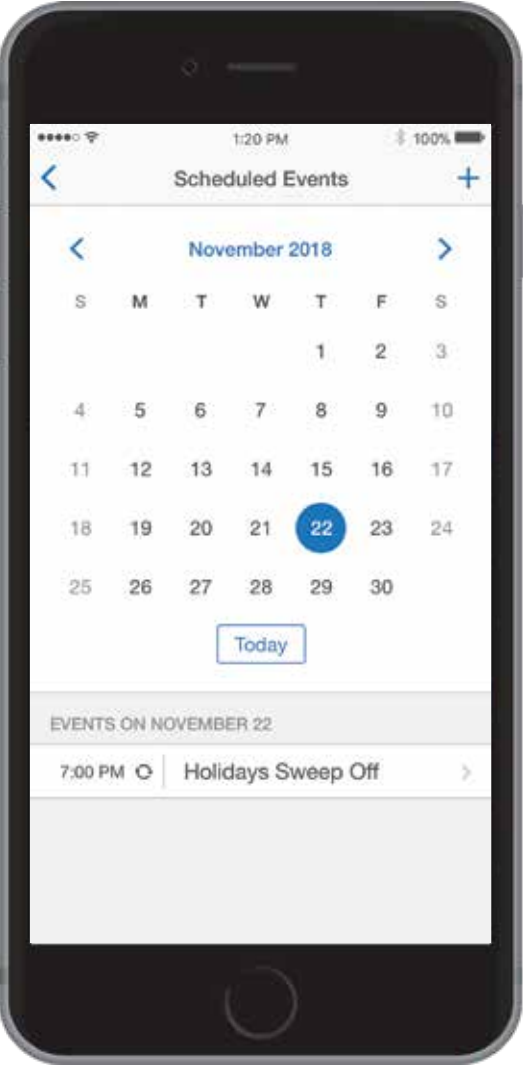 1:20 PM 100%
Scheduled Events +
November 2018
S M T W T F S
1 2 3
4 5 6 7 8 9 10
11 12 13 14 15 16 17
18 19 20 21 22 23 24
25 26 27 28 29 30
Today
EVENTS ON NOVEMBER 22
7:00 PM Holidays Sweep Off